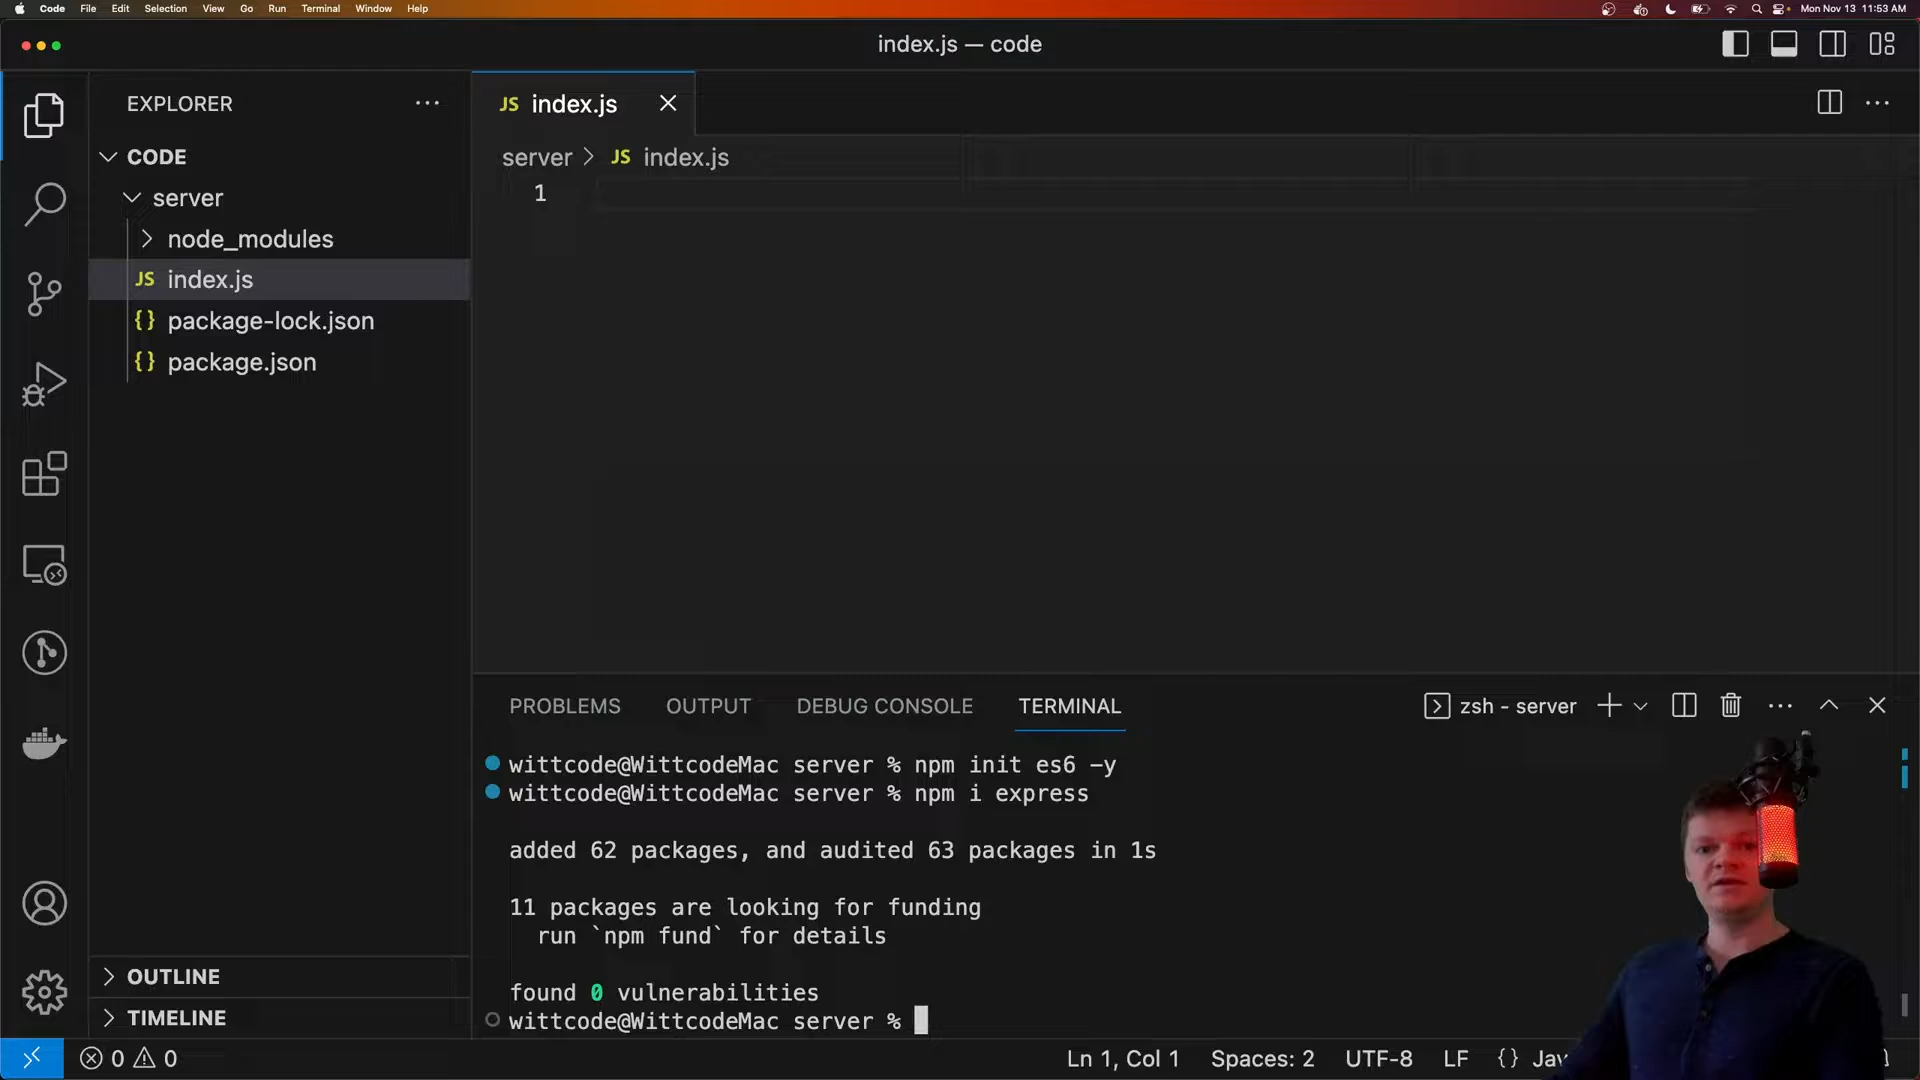 Code File Edit Selection View Go Run Terminal Window Help Mon Nov 13 11:53 AM
index.js — code
EXPLORER
CODE
server
node_modules
JS index.js
{} package-lock.json
{} package.json
OUTLINE
TIMELINE
JS index.js
server > JS index.js
1
PROBLEMS OUTPUT DEBUG CONSOLE TERMINAL zsh - server
wittcode@WittcodeMac server % npm init es6 -y
wittcode@WittcodeMac server % npm i express
added 62 packages, and audited 63 packages in 1s
11 packages are looking for funding
run `npm fund` for details
found 0 vulnerabilities
wittcode@WittcodeMac server %
0 0 Ln 1, Col 1 Spaces: 2 UTF-8 LF {}